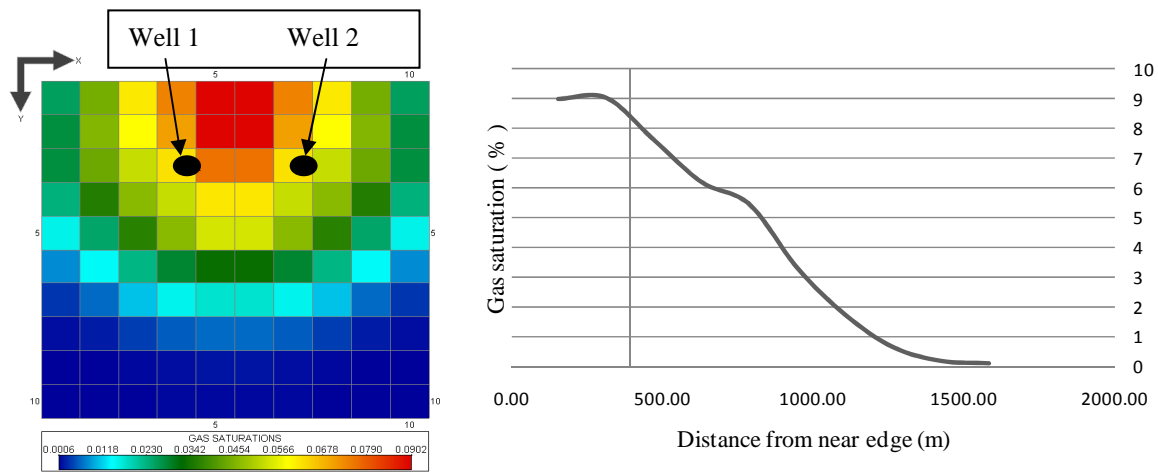 Well 1 Well 2
X
Y
5 10
5 5
10 10
GAS SATURATIONS
0.0006 0.0118 0.0230 0.0342 0.0454 0.0566 0.0678 0.0790 0.0902
5 10
Gas saturation ( % )
10
9
8
7
6
5
4
3
2
1
0
0.00 500.00 1000.00 1500.00 2000.00
Distance from near edge (m)